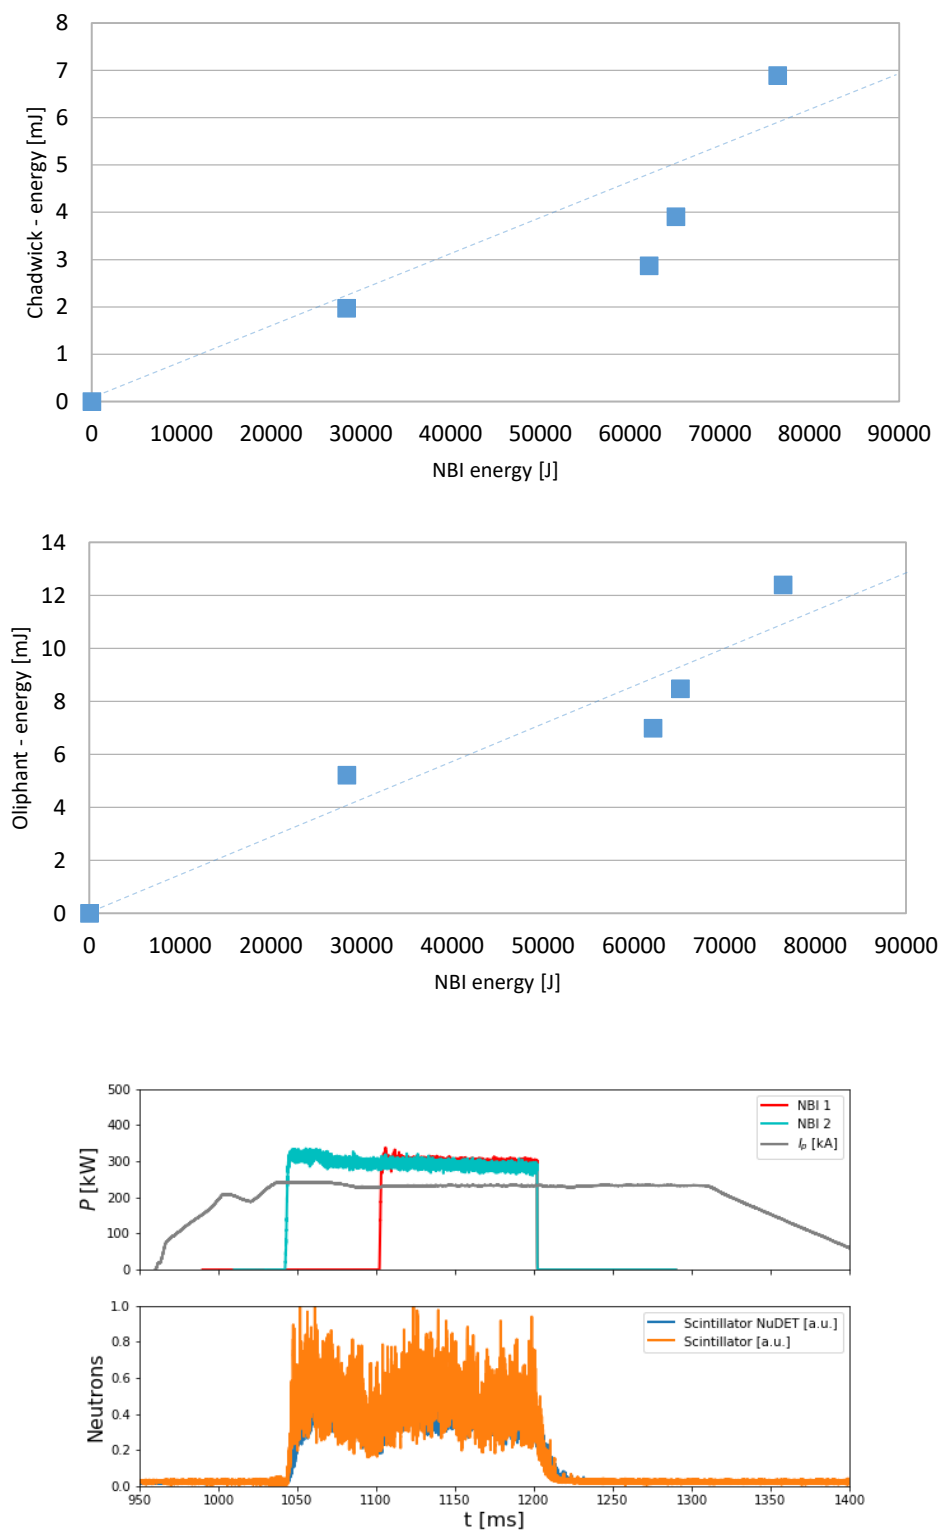 8
7
6
5
4
3
2
1
0
Chadwick - energy [mJ]
0 10000 20000 30000 40000 50000 60000 70000 80000 90000
NBI energy [J]
14
12
10
8
6
4
2
0
Oliphant - energy [mJ]
0 10000 20000 30000 40000 50000 60000 70000 80000 90000
NBI energy [J]
500
400
300
200
100
0
P [kW]
NBI 1
NBI 2
Iₚ [kA]
1.0
0.8
0.6
0.4
0.2
0.0
Neutrons
Scintillator NuDET [a.u.]
Scintillator [a.u.]
950 1000 1050 1100 1150 1200 1250 1300 1350 1400
t [ms]